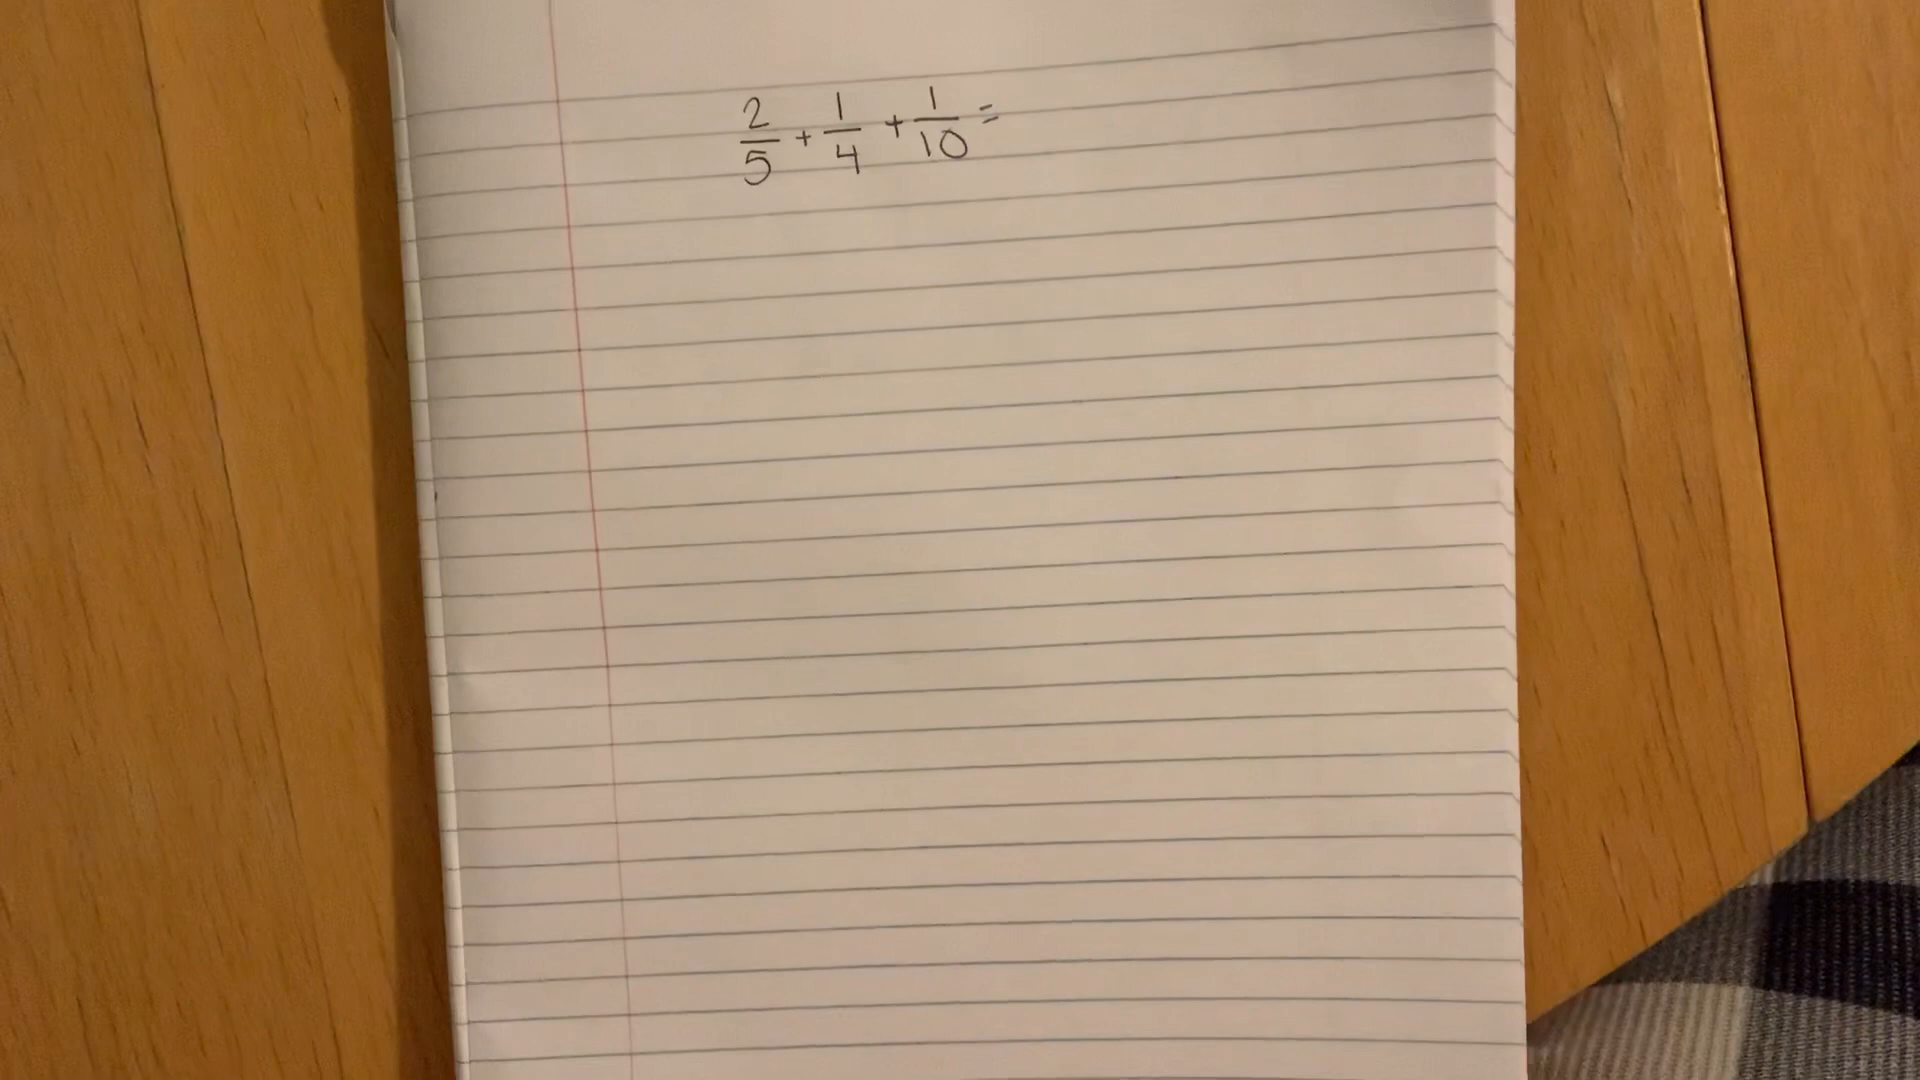 2/5 + 1/4 + 1/10 =